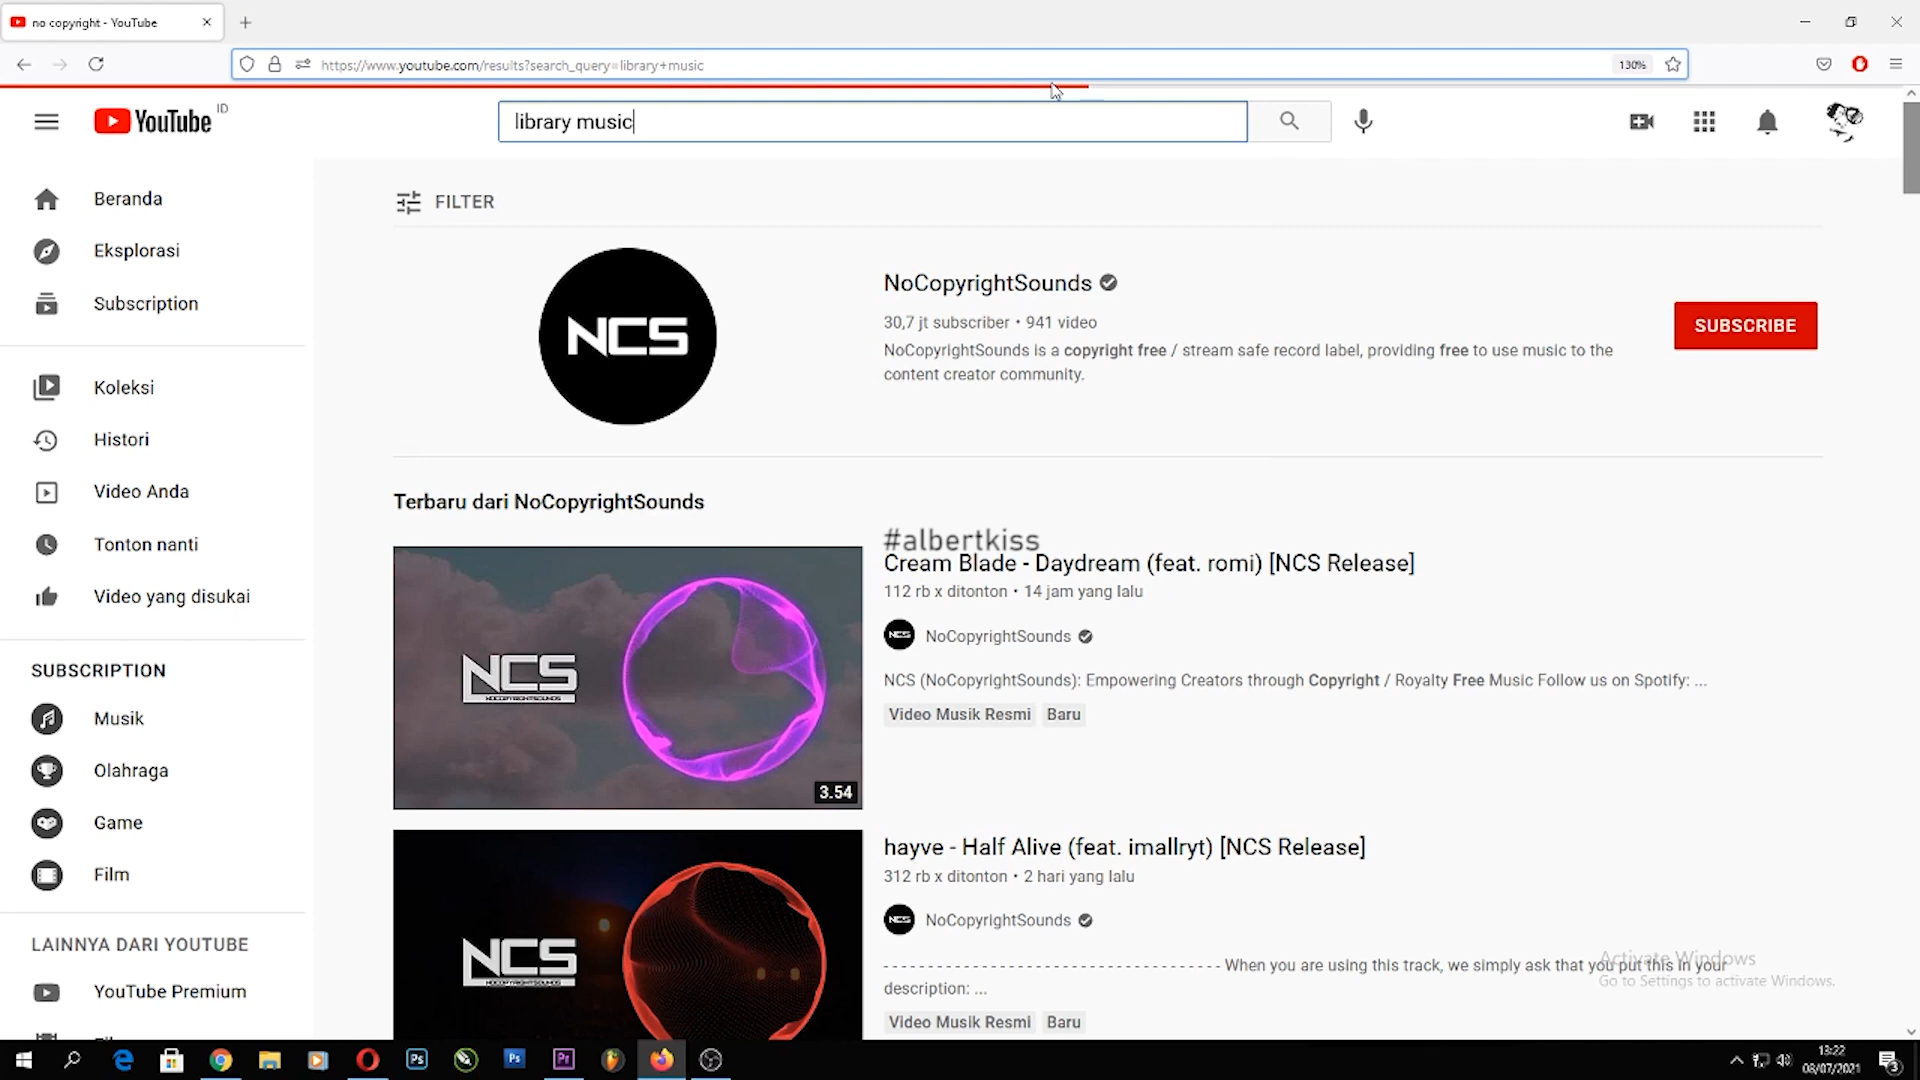 no copyright - YouTube
https://www.youtube.com/results?search_query=library+music
130%
YouTube ID
library music
Beranda
Eksplorasi
Subscription
Koleksi
Histori
Video Anda
Tonton nanti
Video yang disukai
SUBSCRIPTION
Musik
Olahraga
Game
Film
LAINNYA DARI YOUTUBE
YouTube Premium
FILTER
NCS
NoCopyrightSounds
30,7 jt subscriber • 941 video
NoCopyrightSounds is a copyright free / stream safe record label, providing free to use music to the
content creator community.
SUBSCRIBE
Terbaru dari NoCopyrightSounds
NCS
NOCOPYRIGHTSOUNDS
3.54
#albertkiss
Cream Blade - Daydream (feat. romi) [NCS Release]
112 rb x ditonton • 14 jam yang lalu
NCS
NoCopyrightSounds
NCS (NoCopyrightSounds): Empowering Creators through Copyright / Royalty Free Music Follow us on Spotify: ...
Video Musik Resmi Baru
NCS
NOCOPYRIGHTSOUNDS
hayve - Half Alive (feat. imallryt) [NCS Release]
312 rb x ditonton • 2 hari yang lalu
NCS
NoCopyrightSounds
- - - - - - - - - - - - - - - - - - - - - - - - - - - - - - - - - - - - - - When you are using this track, we simply ask that you put this in your
description: ...
Video Musik Resmi Baru
Activate Windows
Go to Settings to activate Windows.
Ps
Ps
Pr
13:22
08/07/2021
3